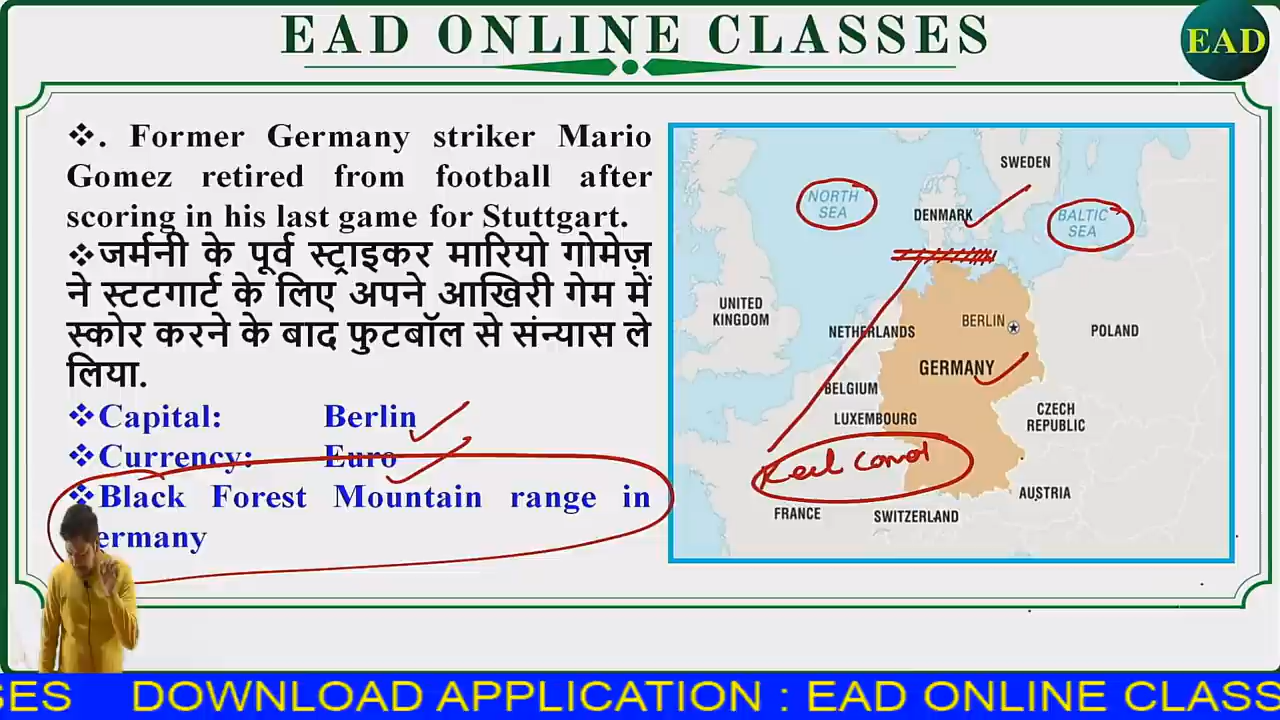 EAD ONLINE CLASSES
EAD
❖. Former Germany striker Mario
Gomez retired from football after
scoring in his last game for Stuttgart.
❖जर्मनी के पूर्व स्ट्राइकर मारियो गोमेज़
ने स्टटगार्ट के लिए अपने आखिरी गेम में
स्कोर करने के बाद फुटबॉल से संन्यास ले
लिया.
❖Capital: Berlin
❖Currency: Euro
❖Black Forest Mountain range in
ermany
SWEDEN
NORTH
SEA
DENMARK
BALTIC
SEA
UNITED
KINGDOM
NETHERLANDS
BERLIN
POLAND
GERMANY
BELGIUM
LUXEMBOURG
CZECH
REPUBLIC
AUSTRIA
FRANCE
SWITZERLAND
SES DOWNLOAD APPLICATION : EAD ONLINE CLASS